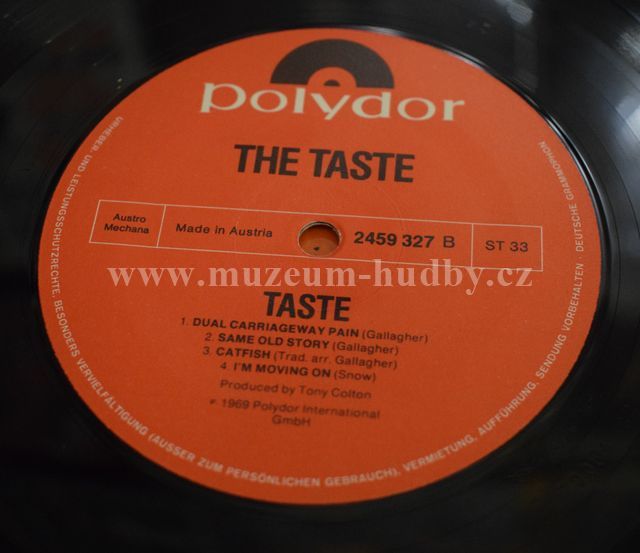 polydor
THE TASTE
Austro
Mechana
Made in Austria
2459 327 B
ST 33
www.muzeum-hudby.cz
TASTE
1. DUAL CARRIAGEWAY PAIN (Gallagher)
2. SAME OLD STORY (Gallagher)
3. CATFISH (Trad. arr. Gallagher)
4. I'M MOVING ON (Snow)
Produced by Tony Colton
℗ 1969 Polydor International
GmbH
URHEBER- UND LEISTUNGSSCHUTZRECHTE, BESONDERS VERVIELFÄLTIGUNG (AUSSER ZUM PERSÖNLICHEN GEBRAUCH), VERMIETUNG, AUFFÜHRUNG, SENDUNG VORBEHALTEN · DEUTSCHE GRAMMOPHON